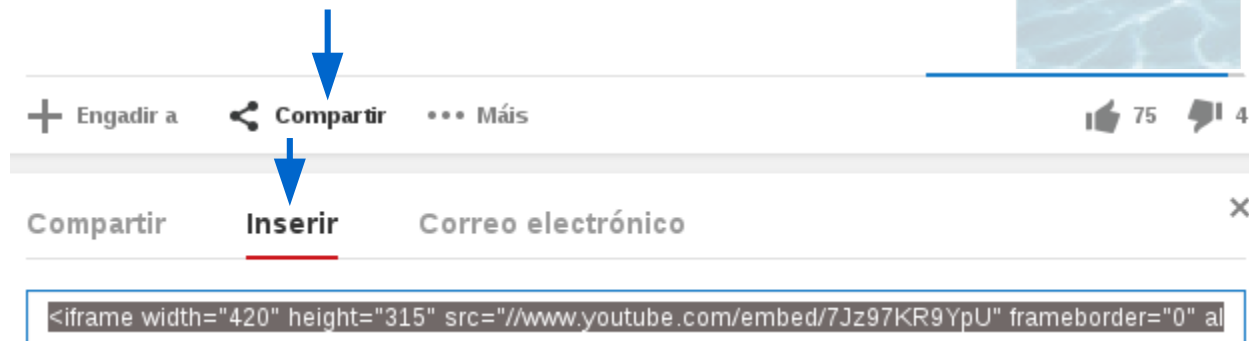 Engadir a Compartir ••• Máis 75 4
Compartir Inserir Correo electrónico ×
<iframe width="420" height="315" src="//www.youtube.com/embed/7Jz97KR9YpU" frameborder="0" al